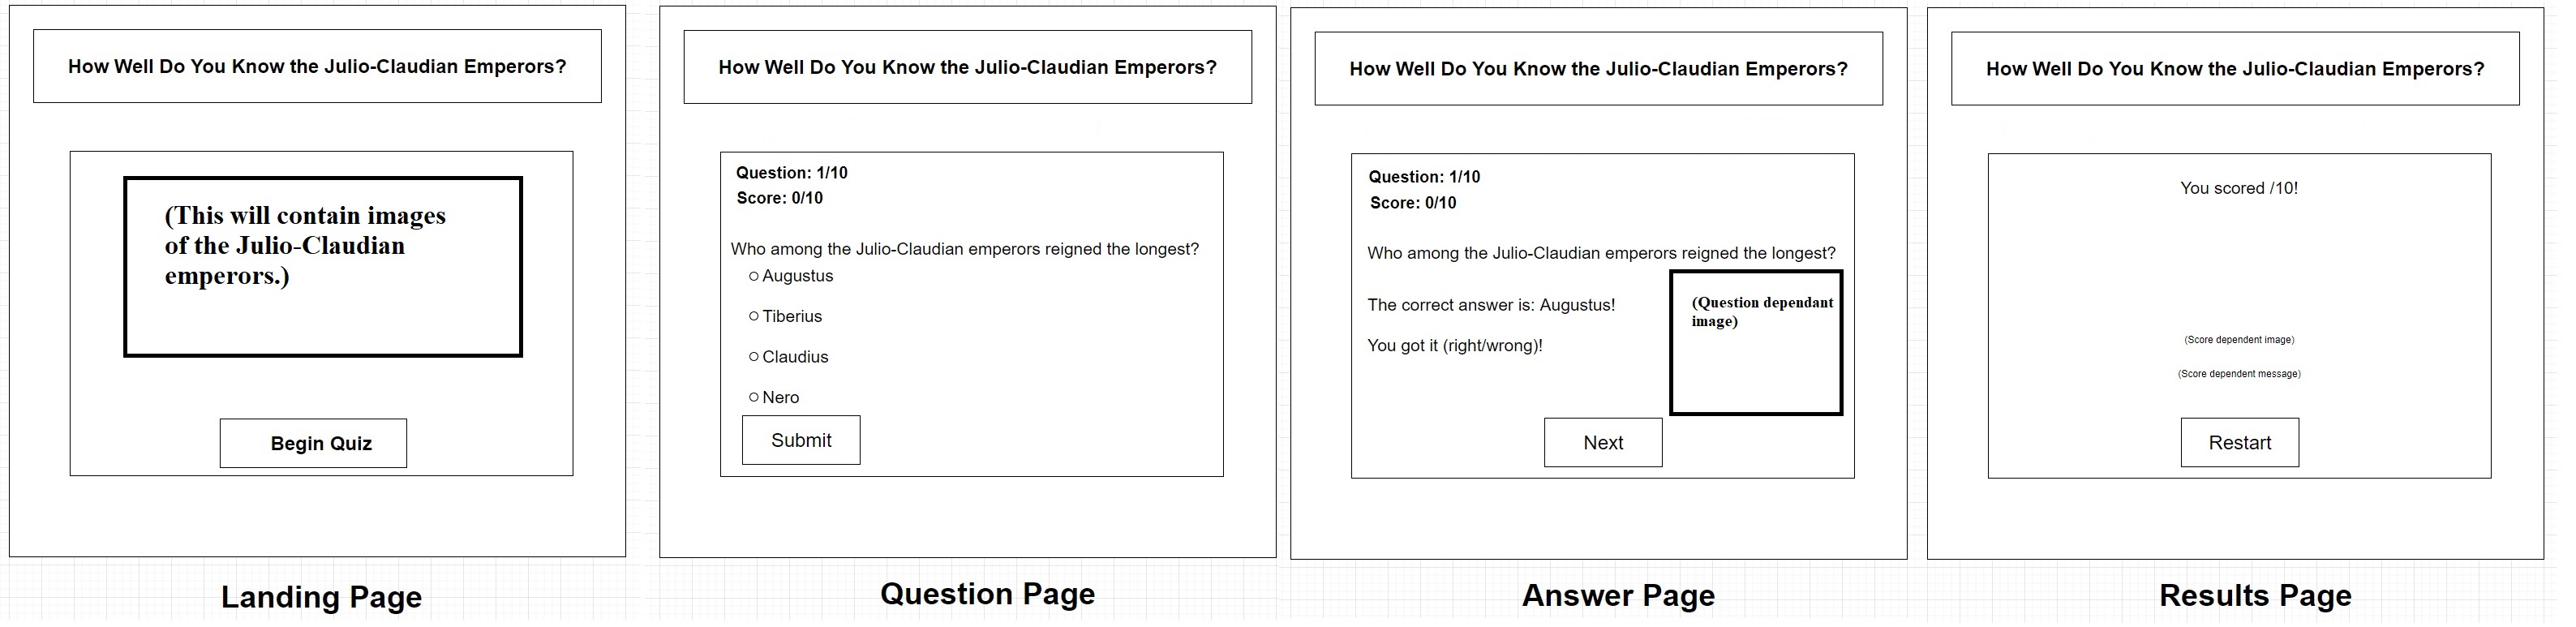 How Well Do You Know the Julio-Claudian Emperors?
(This will contain images
of the Julio-Claudian
emperors.)
Begin Quiz
Landing Page
How Well Do You Know the Julio-Claudian Emperors?
Question: 1/10
Score: 0/10
Who among the Julio-Claudian emperors reigned the longest?
Augustus
Tiberius
Claudius
Nero
Submit
Question Page
How Well Do You Know the Julio-Claudian Emperors?
Question: 1/10
Score: 0/10
Who among the Julio-Claudian emperors reigned the longest?
The correct answer is: Augustus!
You got it (right/wrong)!
(Question dependant
image)
Next
Answer Page
How Well Do You Know the Julio-Claudian Emperors?
You scored /10!
(Score dependent image)
(Score dependent message)
Restart
Results Page